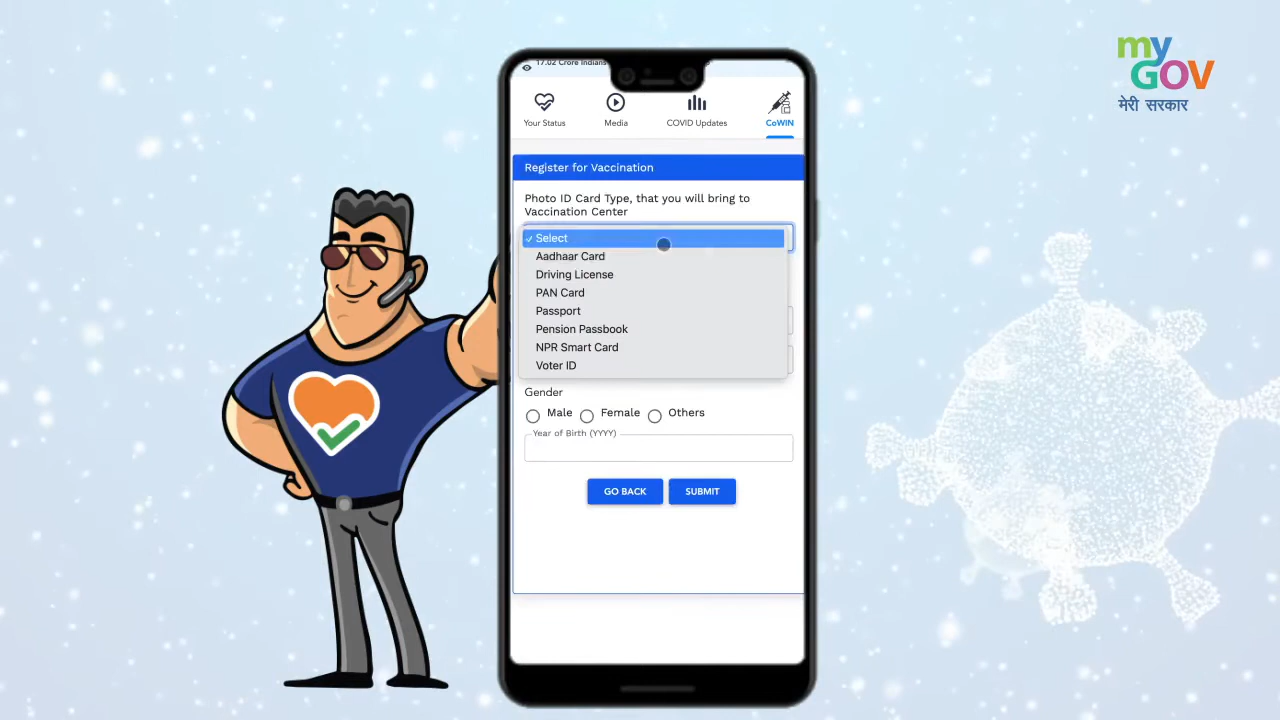 my
GOV
मेरी सरकार
17.02 Crore Indians
Your Status
Media
COVID Updates
CoWIN
Register for Vaccination
Photo ID Card Type, that you will bring to
Vaccination Center
✓ Select
Aadhaar Card
Driving License
PAN Card
Passport
Pension Passbook
NPR Smart Card
Voter ID
Gender
Male Female Others
Year of Birth (YYYY)
GO BACK SUBMIT